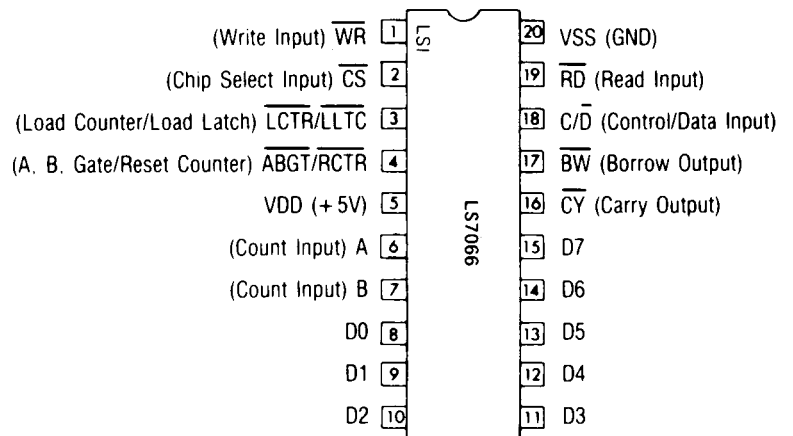 (Write Input) WR 1 20 VSS (GND)
(Chip Select Input) CS 2 19 RD (Read Input)
(Load Counter/Load Latch) LCTR/LLTC 3 18 C/D (Control/Data Input)
(A, B, Gate/Reset Counter) ABGT/RCTR 4 17 BW (Borrow Output)
VDD (+5V) 5 16 CY (Carry Output)
(Count Input) A 6 15 D7
(Count Input) B 7 14 D6
D0 8 13 D5
D1 9 12 D4
D2 10 11 D3
LSI
LS7066